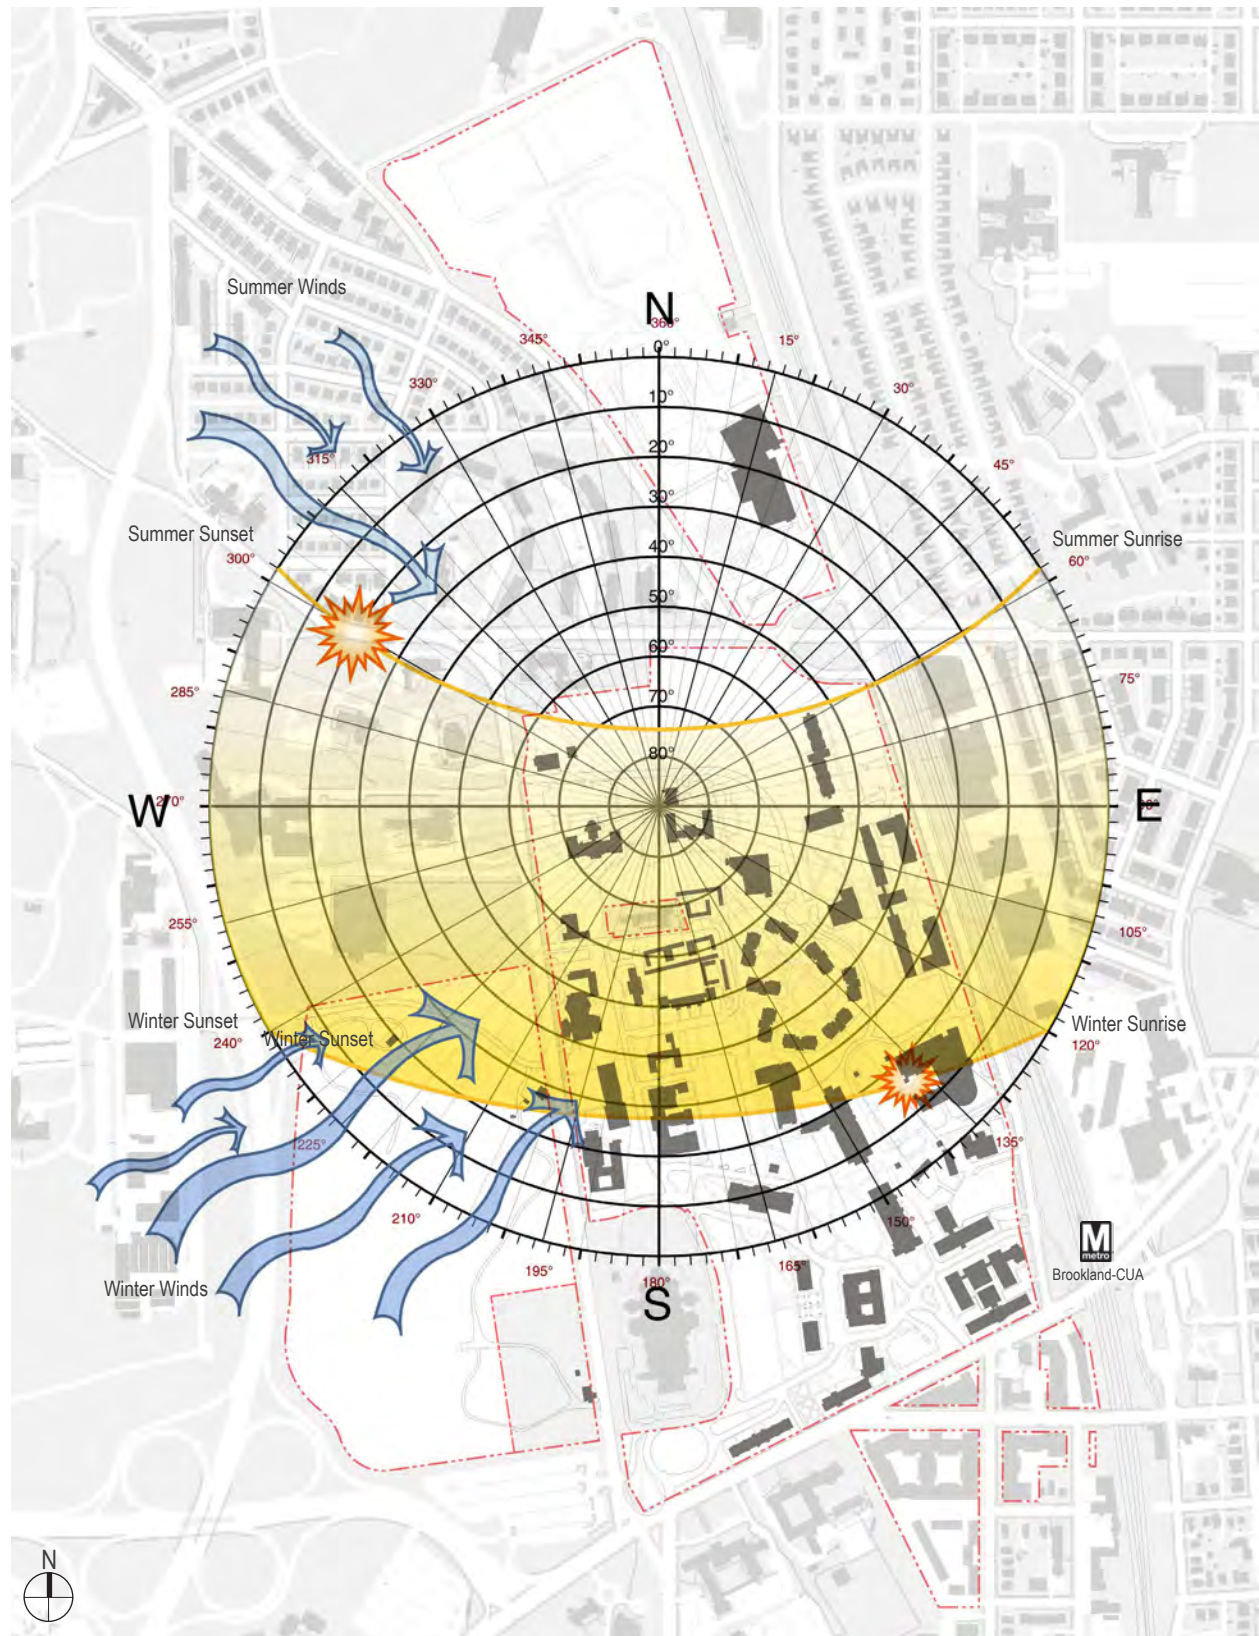 Summer Winds
N
360°
345°
0°
15°
330°
10°
30°
20°
315°
45°
30°
Summer Sunset
40°
Summer Sunrise
300°
60°
50°
60°
285°
70°
75°
80°
W
270°
E
90°
255°
105°
Winter Sunset
Winter Sunrise
240°
Winter Sunset
120°
225°
135°
210°
150°
M
metro
Brookland-CUA
195°
165°
Winter Winds
180°
S
N